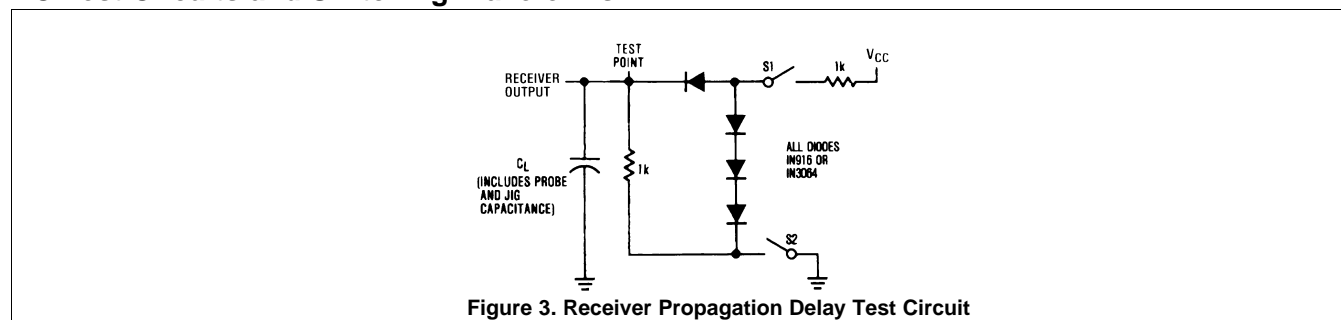 TEST
POINT
RECEIVER
OUTPUT
S1
1k
VCC
CL
(INCLUDES PROBE
AND JIG
CAPACITANCE)
1k
ALL DIODES
IN916 OR
IN3064
S2
Figure 3. Receiver Propagation Delay Test Circuit